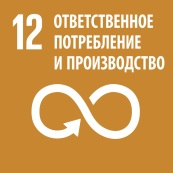 12 ОТВЕТСТВЕННОЕ
ПОТРЕБЛЕНИЕ
И ПРОИЗВОДСТВО